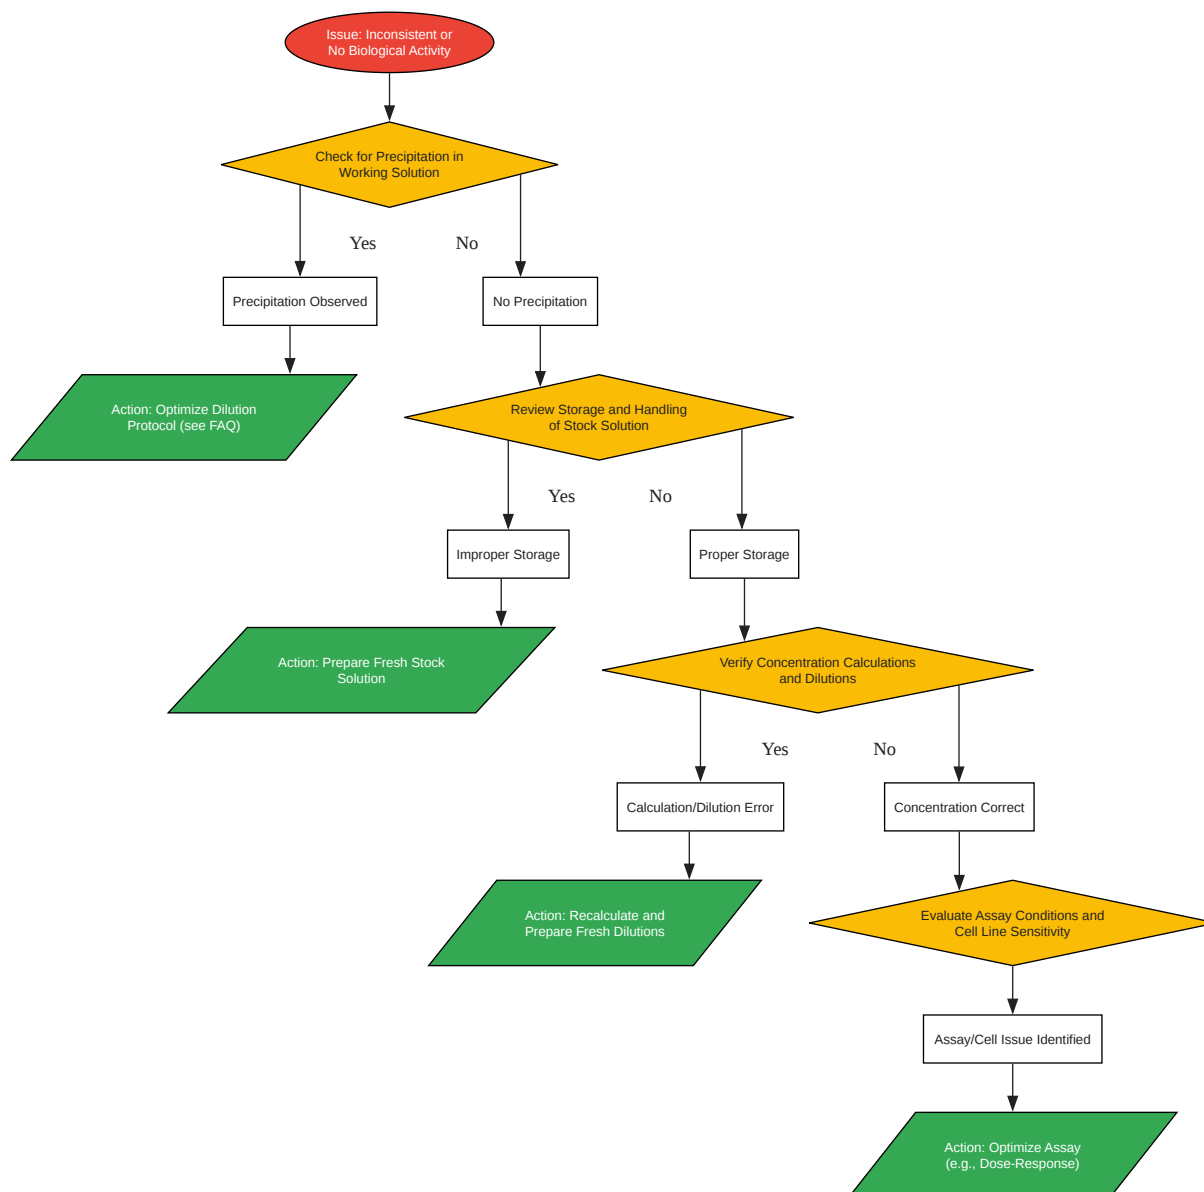 Issue: Inconsistent or
No Biological Activity
Check for Precipitation in
Working Solution
Yes
No
Precipitation Observed
No Precipitation
Action: Optimize Dilution
Protocol (see FAQ)
Review Storage and Handling
of Stock Solution
Yes
No
Improper Storage
Proper Storage
Action: Prepare Fresh Stock
Solution
Verify Concentration Calculations
and Dilutions
Yes
No
Calculation/Dilution Error
Concentration Correct
Action: Recalculate and
Prepare Fresh Dilutions
Evaluate Assay Conditions and
Cell Line Sensitivity
Assay/Cell Issue Identified
Action: Optimize Assay
(e.g., Dose-Response)